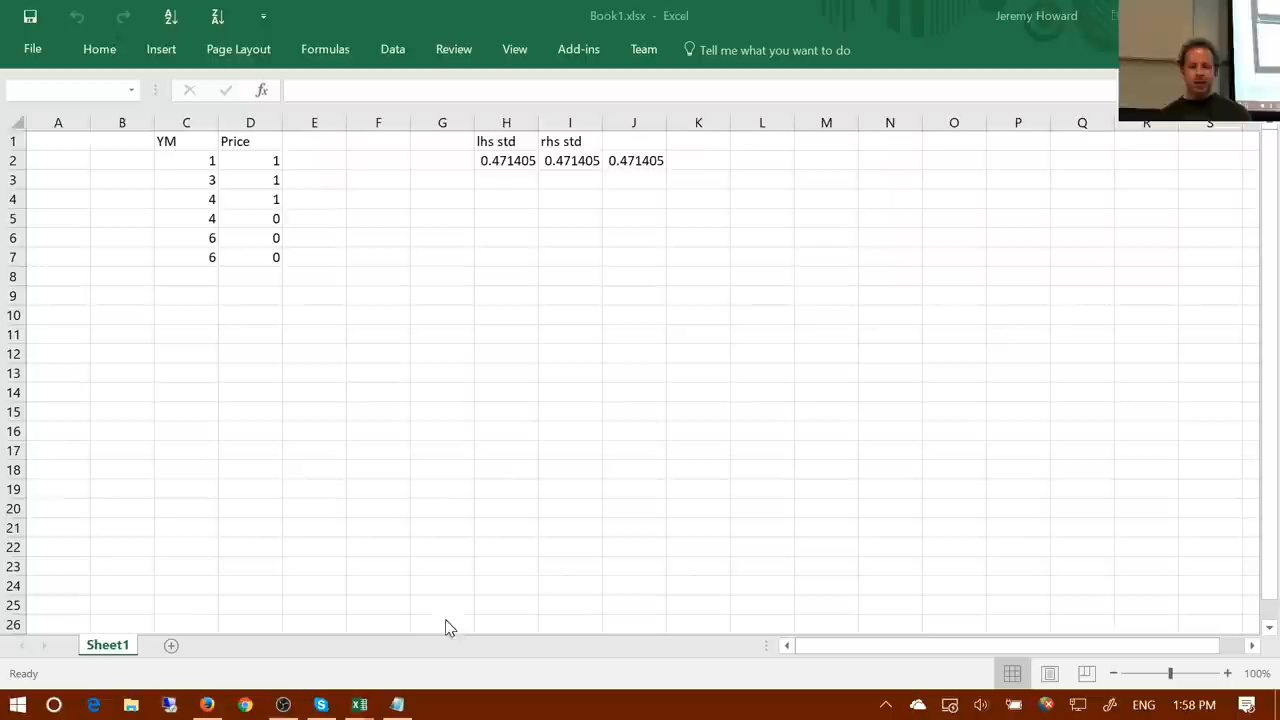 Book1.xlsx - Excel
Jeremy Howard
File Home Insert Page Layout Formulas Data Review View Add-ins Team Tell me what you want to do
fx
A B C D E F G H I J K L M N O P Q R S
1 YM Price lhs std rhs std
2 1 1 0.471405 0.471405 0.471405
3 3 1
4 4 1
5 4 0
6 6 0
7 6 0
8
9
10
11
12
13
14
15
16
17
18
19
20
21
22
23
24
25
26
Sheet1
Ready 100%
ENG 1:58 PM